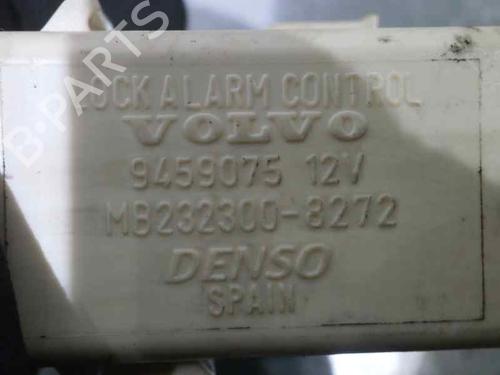 LOCK ALARM CONTROL
VOLVO
9459075 12V
MB232300-8272
DENSO
SPAIN
B-PARTS